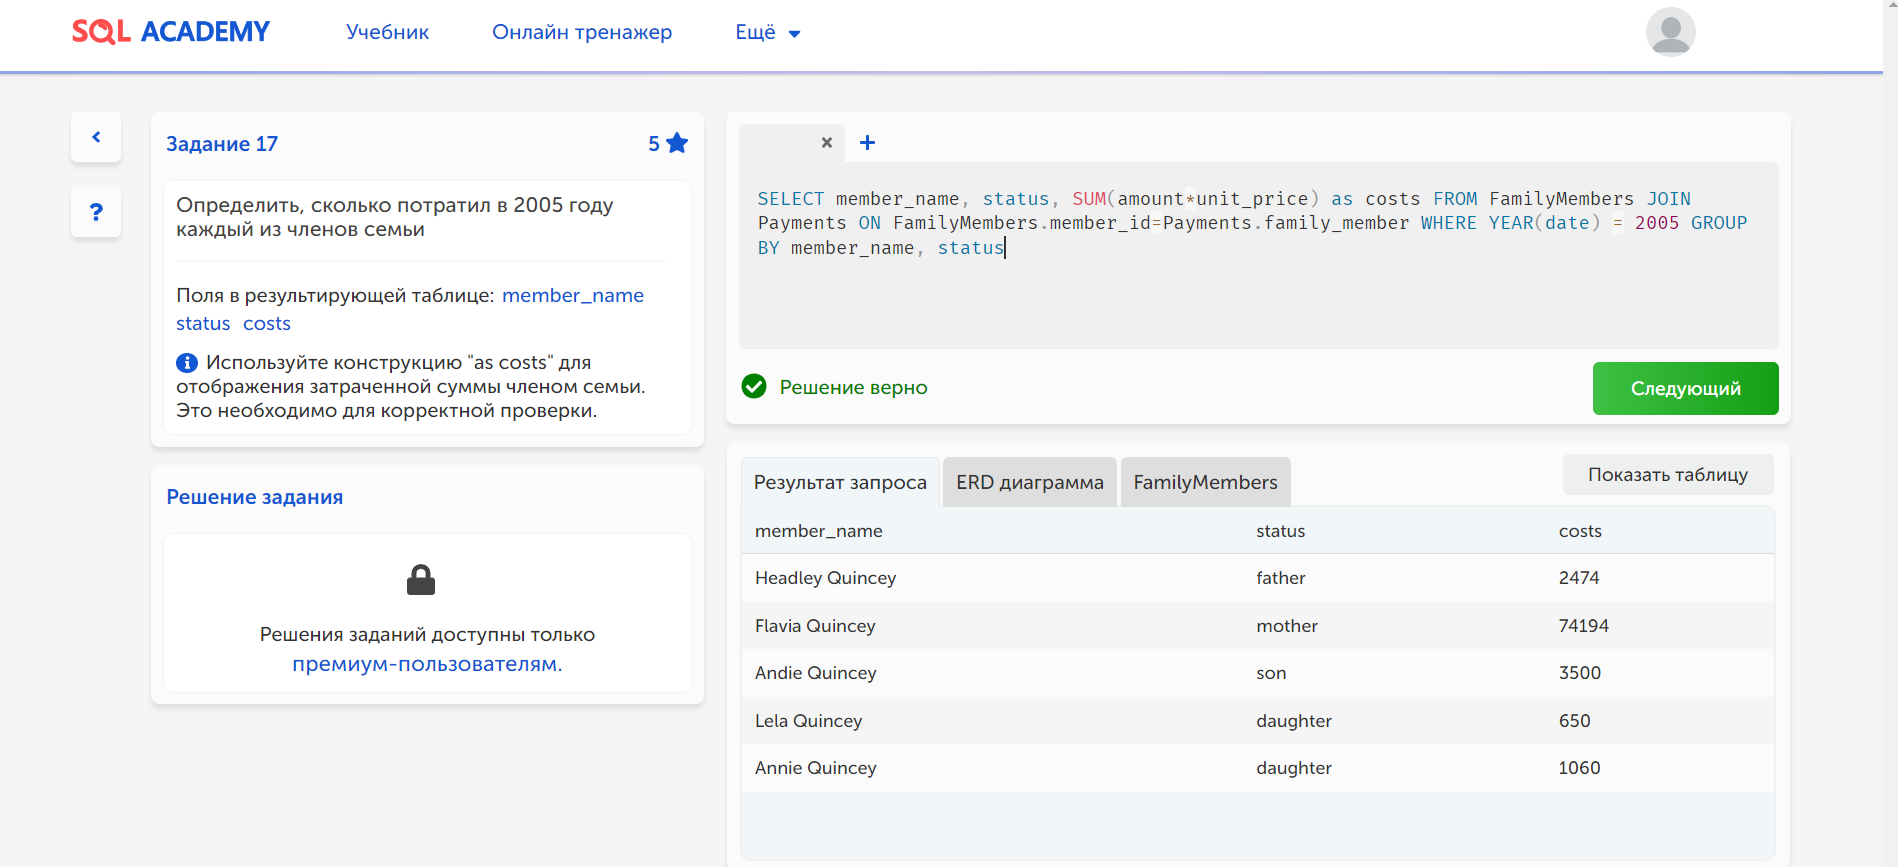 SQL ACADEMY
Учебник
Онлайн тренажер
Ещё
Задание 17
5
Определить, сколько потратил в 2005 году
каждый из членов семьи
Поля в результирующей таблице: member_name
status costs
Используйте конструкцию "as costs" для
отображения затраченной суммы членом семьи.
Это необходимо для корректной проверки.
Решение задания
Решения заданий доступны только
премиум-пользователям.
SELECT member_name, status, SUM(amount*unit_price) as costs FROM FamilyMembers JOIN
Payments ON FamilyMembers.member_id=Payments.family_member WHERE YEAR(date) = 2005 GROUP
BY member_name, status
Решение верно
Следующий
Результат запроса
ERD диаграмма
FamilyMembers
Показать таблицу
member_name status costs
Headley Quincey father 2474
Flavia Quincey mother 74194
Andie Quincey son 3500
Lela Quincey daughter 650
Annie Quincey daughter 1060